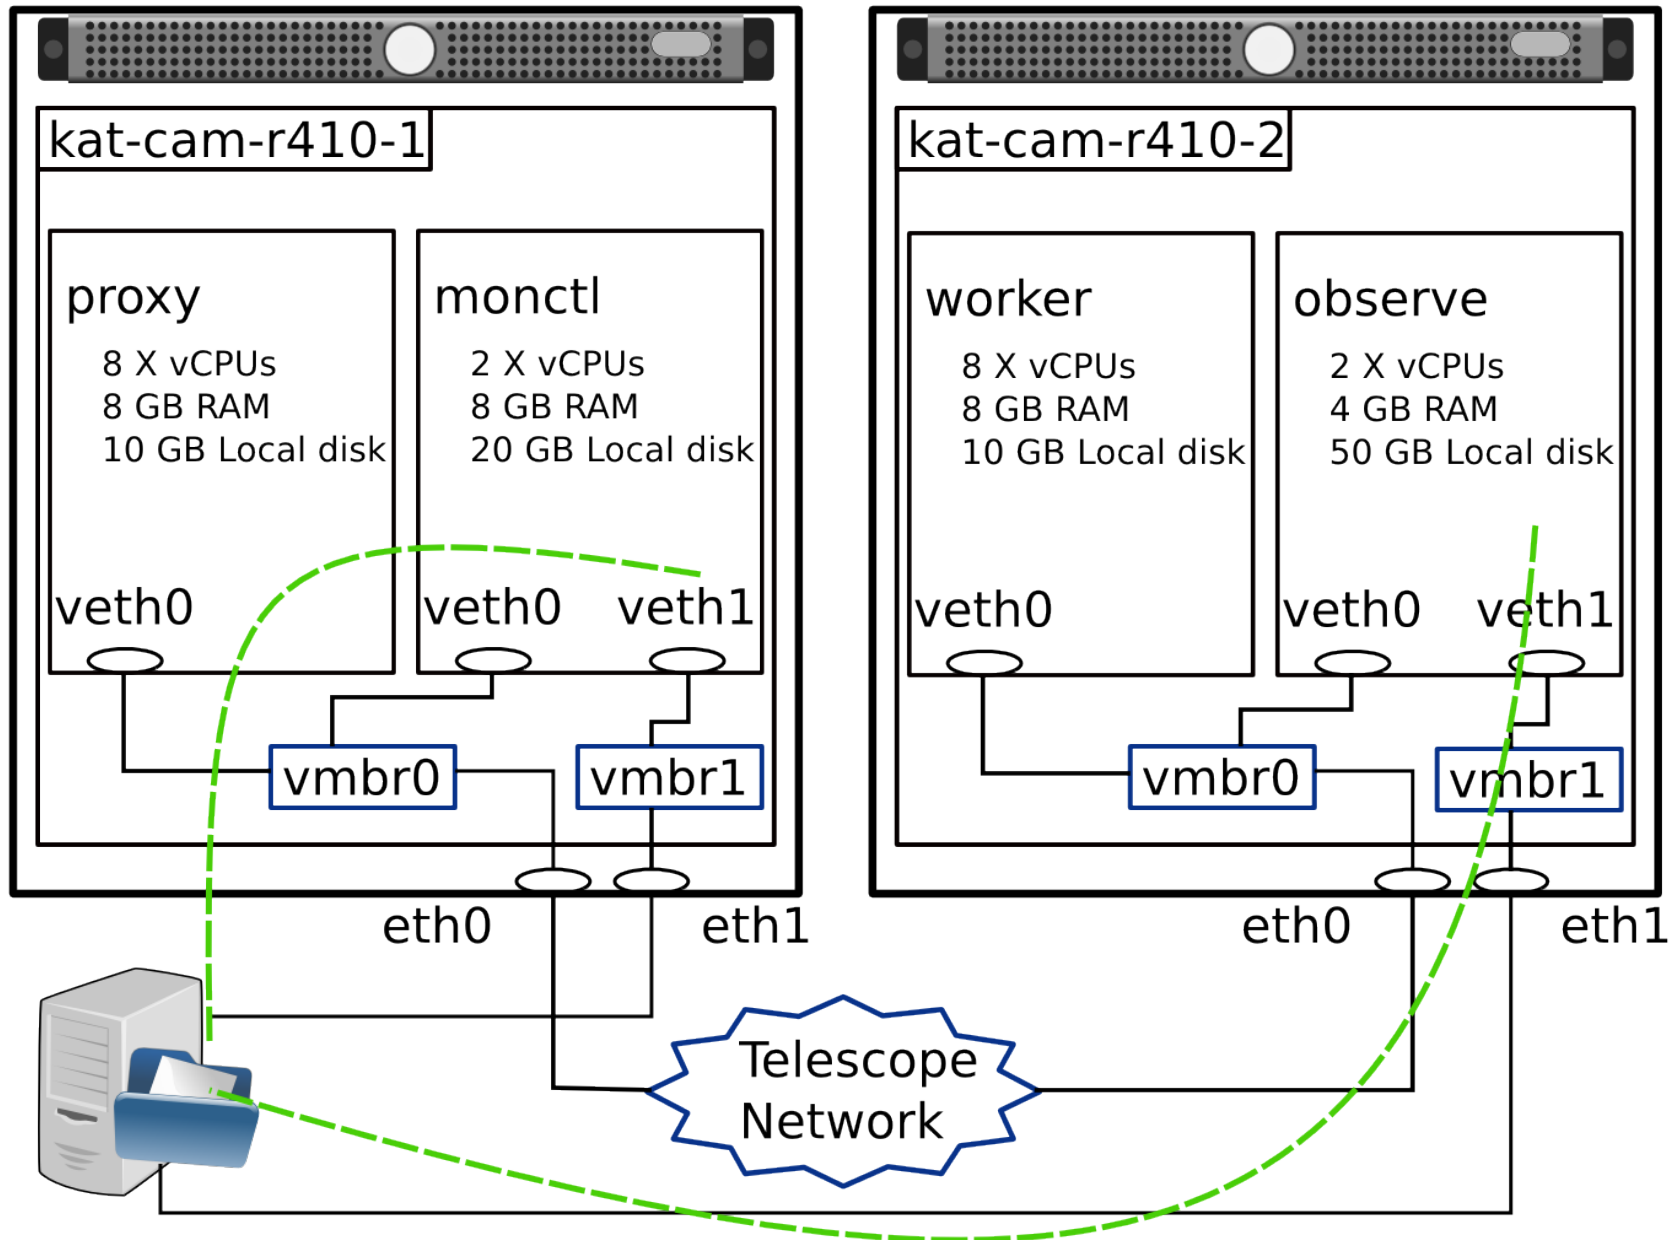 kat-cam-r410-1
proxy
8 X vCPUs
8 GB RAM
10 GB Local disk
veth0
monctl
2 X vCPUs
8 GB RAM
20 GB Local disk
veth0
veth1
vmbr0
vmbr1
eth0
eth1
kat-cam-r410-2
worker
8 X vCPUs
8 GB RAM
10 GB Local disk
veth0
observe
2 X vCPUs
4 GB RAM
50 GB Local disk
veth0
veth1
vmbr0
vmbr1
eth0
eth1
Telescope
Network